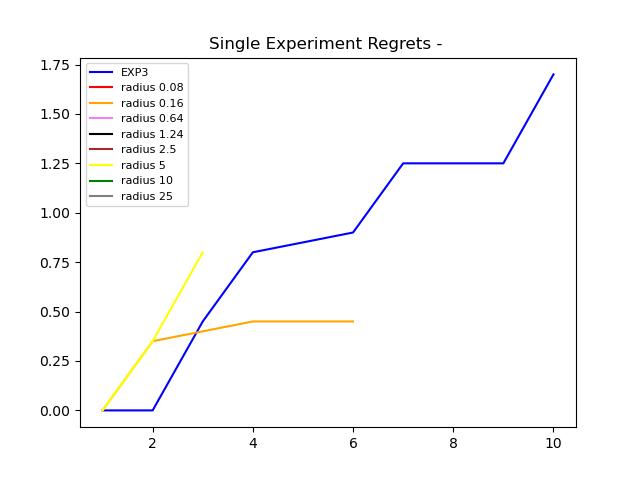 Single Experiment Regrets -
1.75
1.50
1.25
1.00
0.75
0.50
0.25
0.00
EXP3
radius 0.08
radius 0.16
radius 0.64
radius 1.24
radius 2.5
radius 5
radius 10
radius 25
2 4 6 8 10